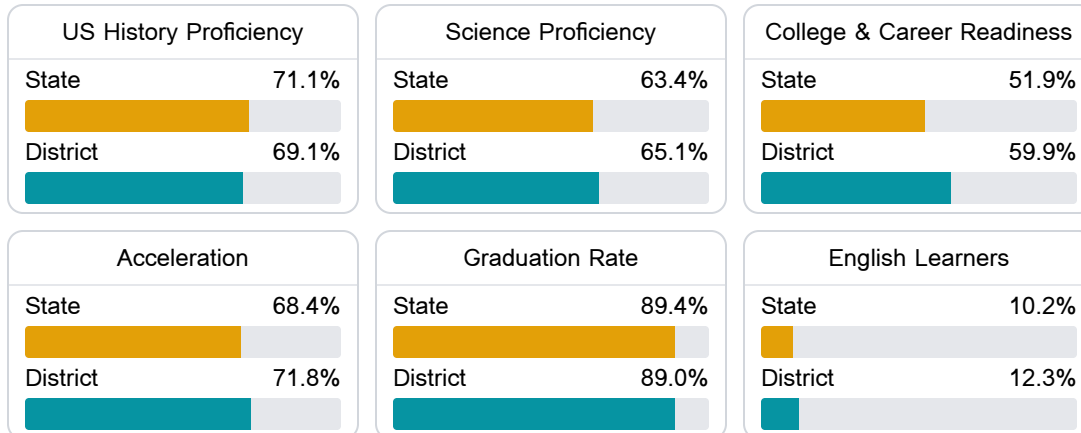 US History Proficiency
State 71.1%
District 69.1%
Science Proficiency
State 63.4%
District 65.1%
College & Career Readiness
State 51.9%
District 59.9%
Acceleration
State 68.4%
District 71.8%
Graduation Rate
State 89.4%
District 89.0%
English Learners
State 10.2%
District 12.3%